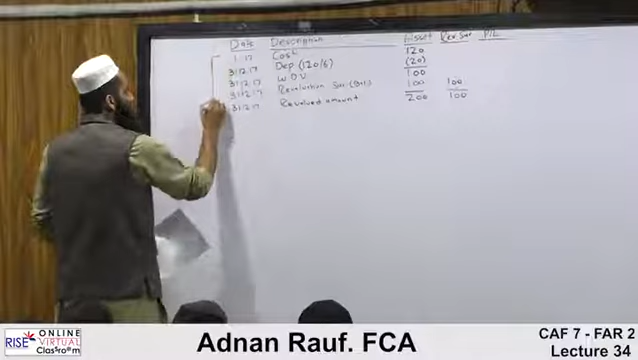 Date Description Asset Rev.Sur P/L
1.1.17 Cost 120
31.12.17 Dep (120/6) (20)
31.12.17 WDV 100
31.12.17 Revaluation Sur. (Bal) 100 100
31.12.17 Revalued amount 200 100
RISE ONLINE VIRTUAL Classroom
Adnan Rauf. FCA
CAF 7 - FAR 2
Lecture 34